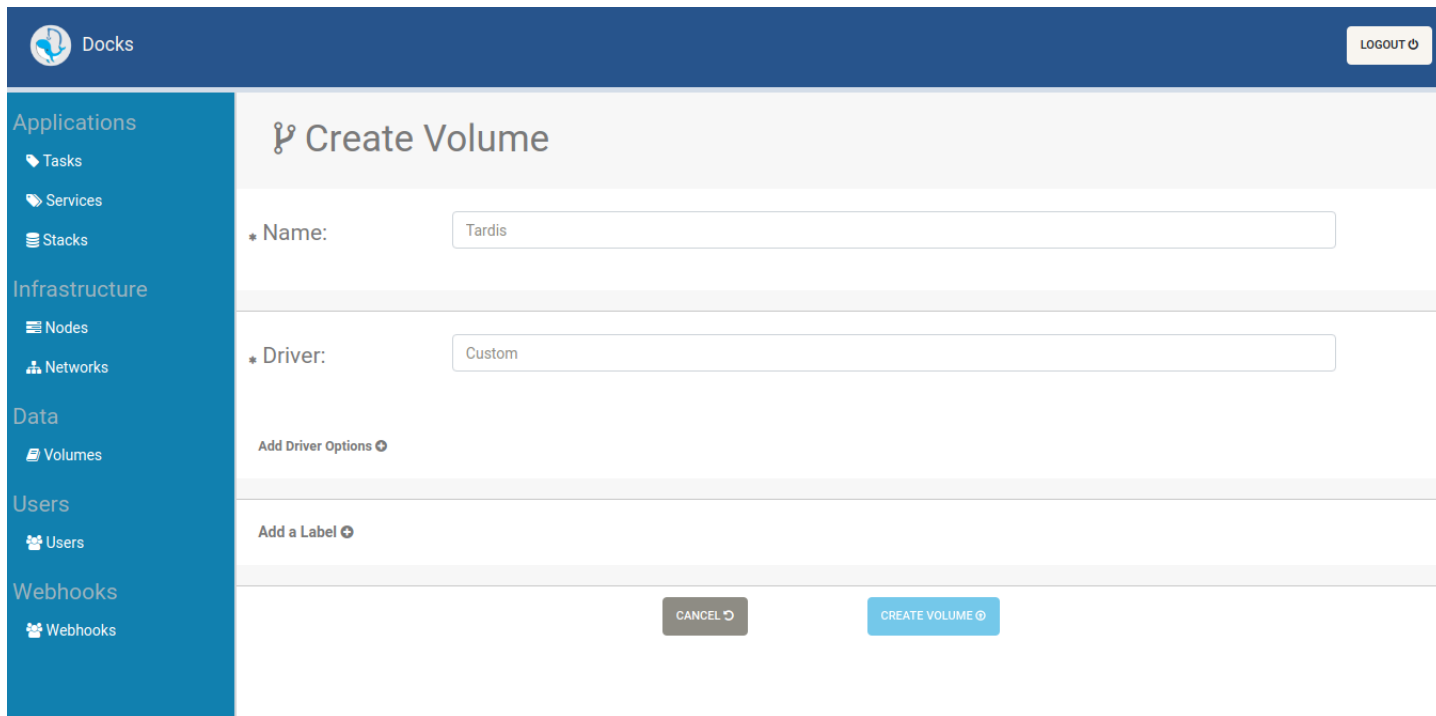 Docks
LOGOUT
Applications
Tasks
Services
Stacks
Infrastructure
Nodes
Networks
Data
Volumes
Users
Users
Webhooks
Webhooks
Create Volume
* Name:
Tardis
* Driver:
Custom
Add Driver Options
Add a Label
CANCEL
CREATE VOLUME